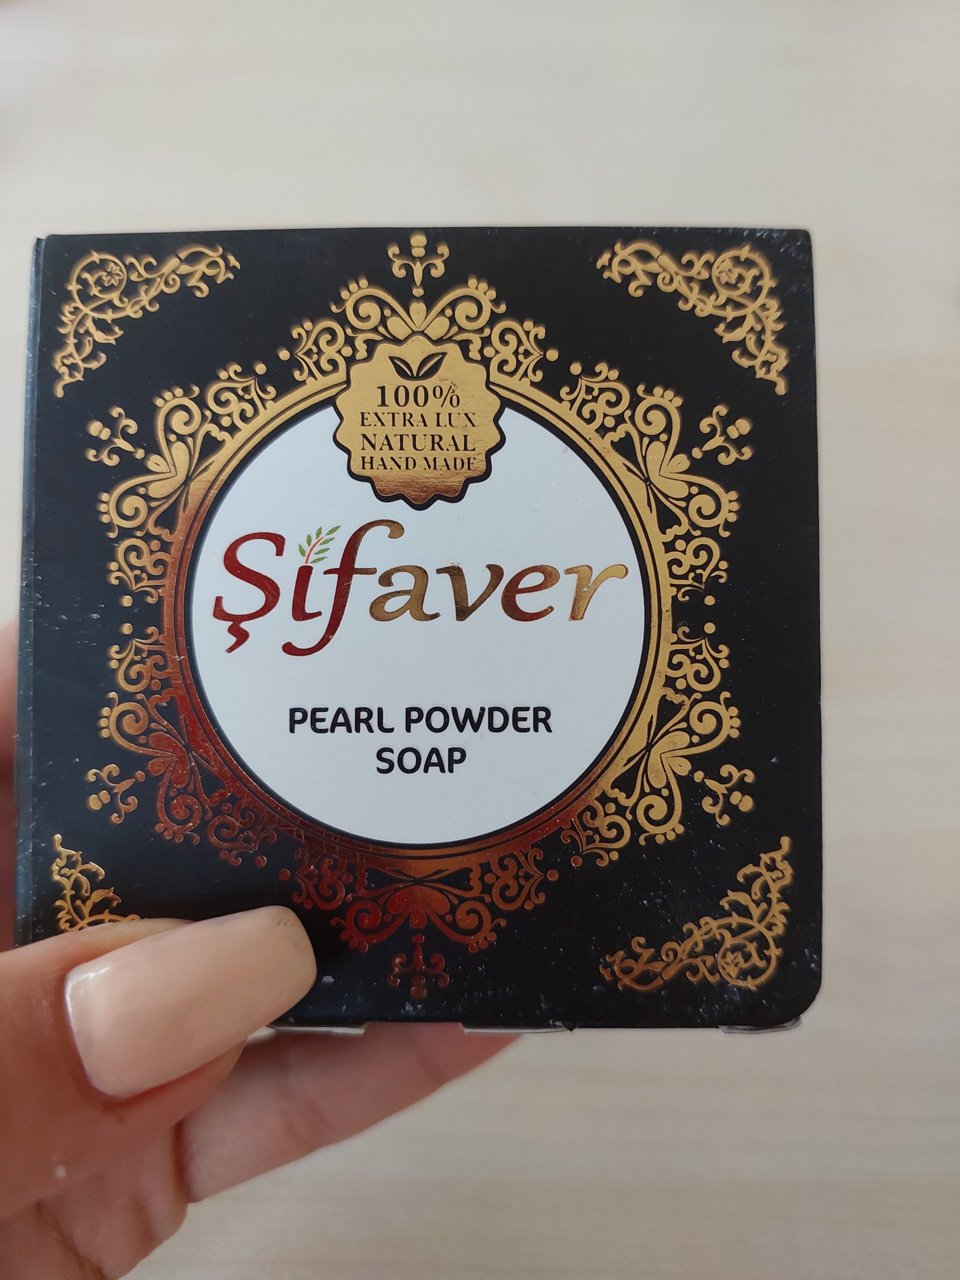 100%
EXTRA LUX
NATURAL
HAND MADE
Şifaver
PEARL POWDER
SOAP